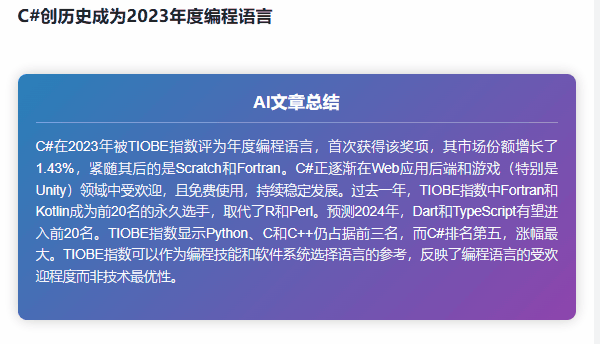 C#创历史成为2023年度编程语言
AI文章总结
C#在2023年被TIOBE指数评为年度编程语言，首次获得该奖项，其市场份额增长了
1.43%，紧随其后的是Scratch和Fortran。C#正逐渐在Web应用后端和游戏（特别是
Unity）领域中受欢迎，且免费使用，持续稳定发展。过去一年，TIOBE指数中Fortran和
Kotlin成为前20名的永久选手，取代了R和Perl。预测2024年，Dart和TypeScript有望进
入前20名。TIOBE指数显示Python、C和C++仍占据前三名，而C#排名第五，涨幅最
大。TIOBE指数可以作为编程技能和软件系统选择语言的参考，反映了编程语言的受欢
迎程度而非技术最优性。